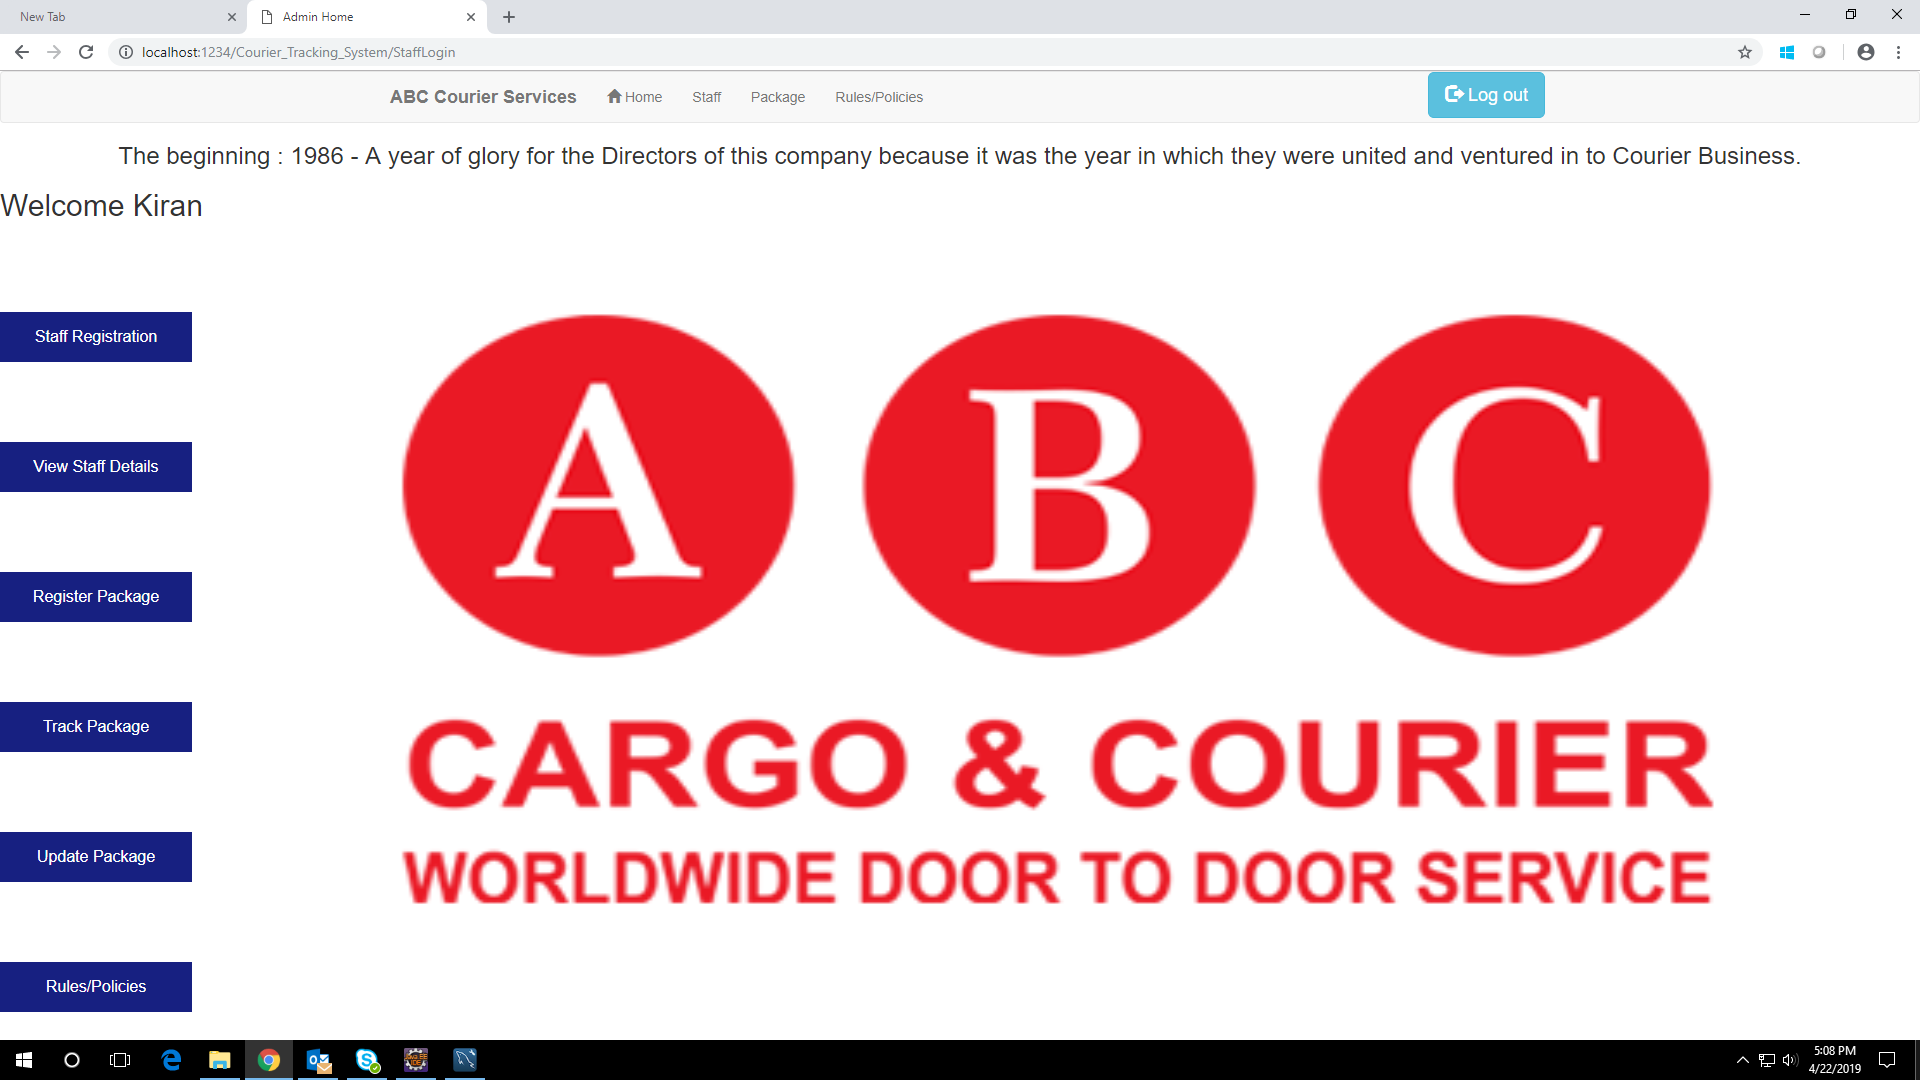 New Tab
Admin Home
localhost:1234/Courier_Tracking_System/StaffLogin
ABC Courier Services Home Staff Package Rules/Policies Log out
The beginning : 1986 - A year of glory for the Directors of this company because it was the year in which they were united and ventured in to Courier Business.
Welcome Kiran
Staff Registration
View Staff Details
Register Package
Track Package
Update Package
Rules/Policies
A B C
CARGO & COURIER
WORLDWIDE DOOR TO DOOR SERVICE
5:08 PM
4/22/2019